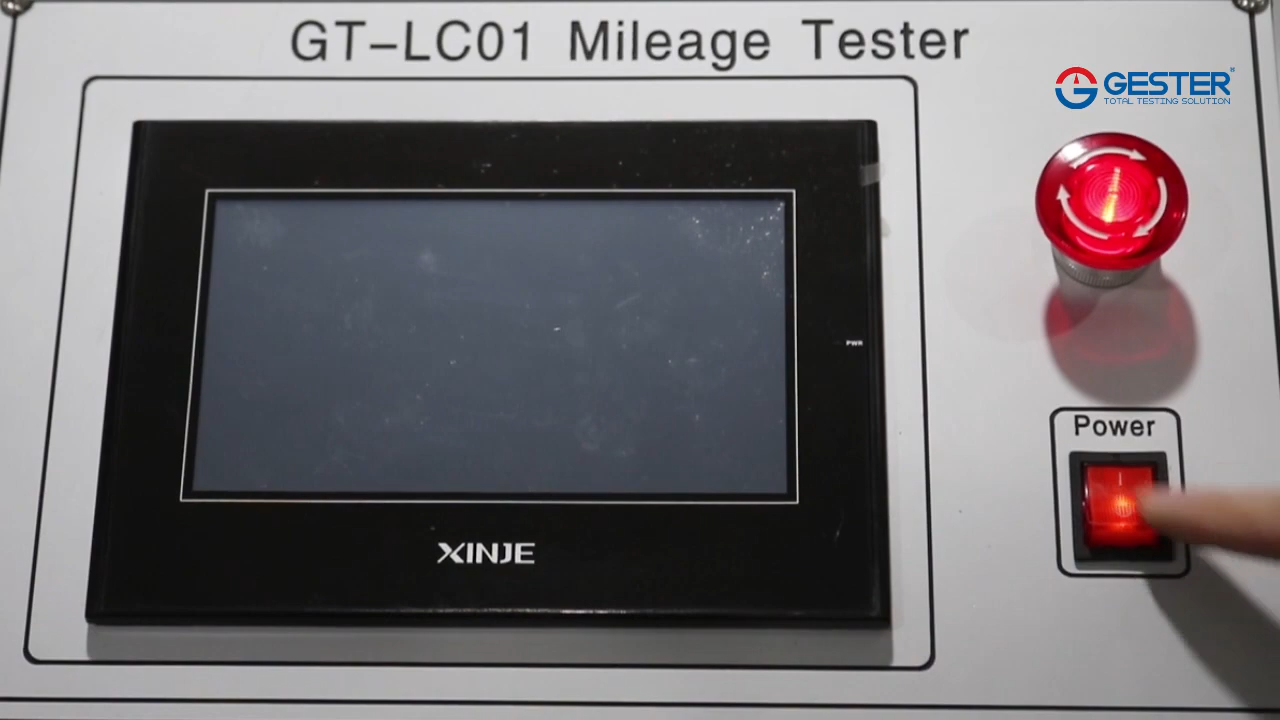 GT-LC01 Mileage Tester
GESTER®
TOTAL TESTING SOLUTION
PWR
Power
XINJE